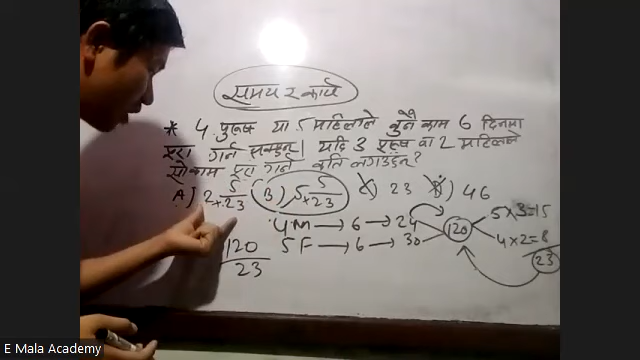 समय र कार्य
* 4 पुरुष या 5 महिलाले कुनै काम 6 दिनमा
पुरा गर्न सक्छन् । यदि 3 पुरुष वा 2 महिलाले
सो काम पुरा गर्न कति लगाउँछन् ?
A) 2 5/23 B) 5 5/23 23 46
4M → 6 → 24 120 5×3=15
5F → 6 → 30 4×2=8
120/23 23
E Mala Academy